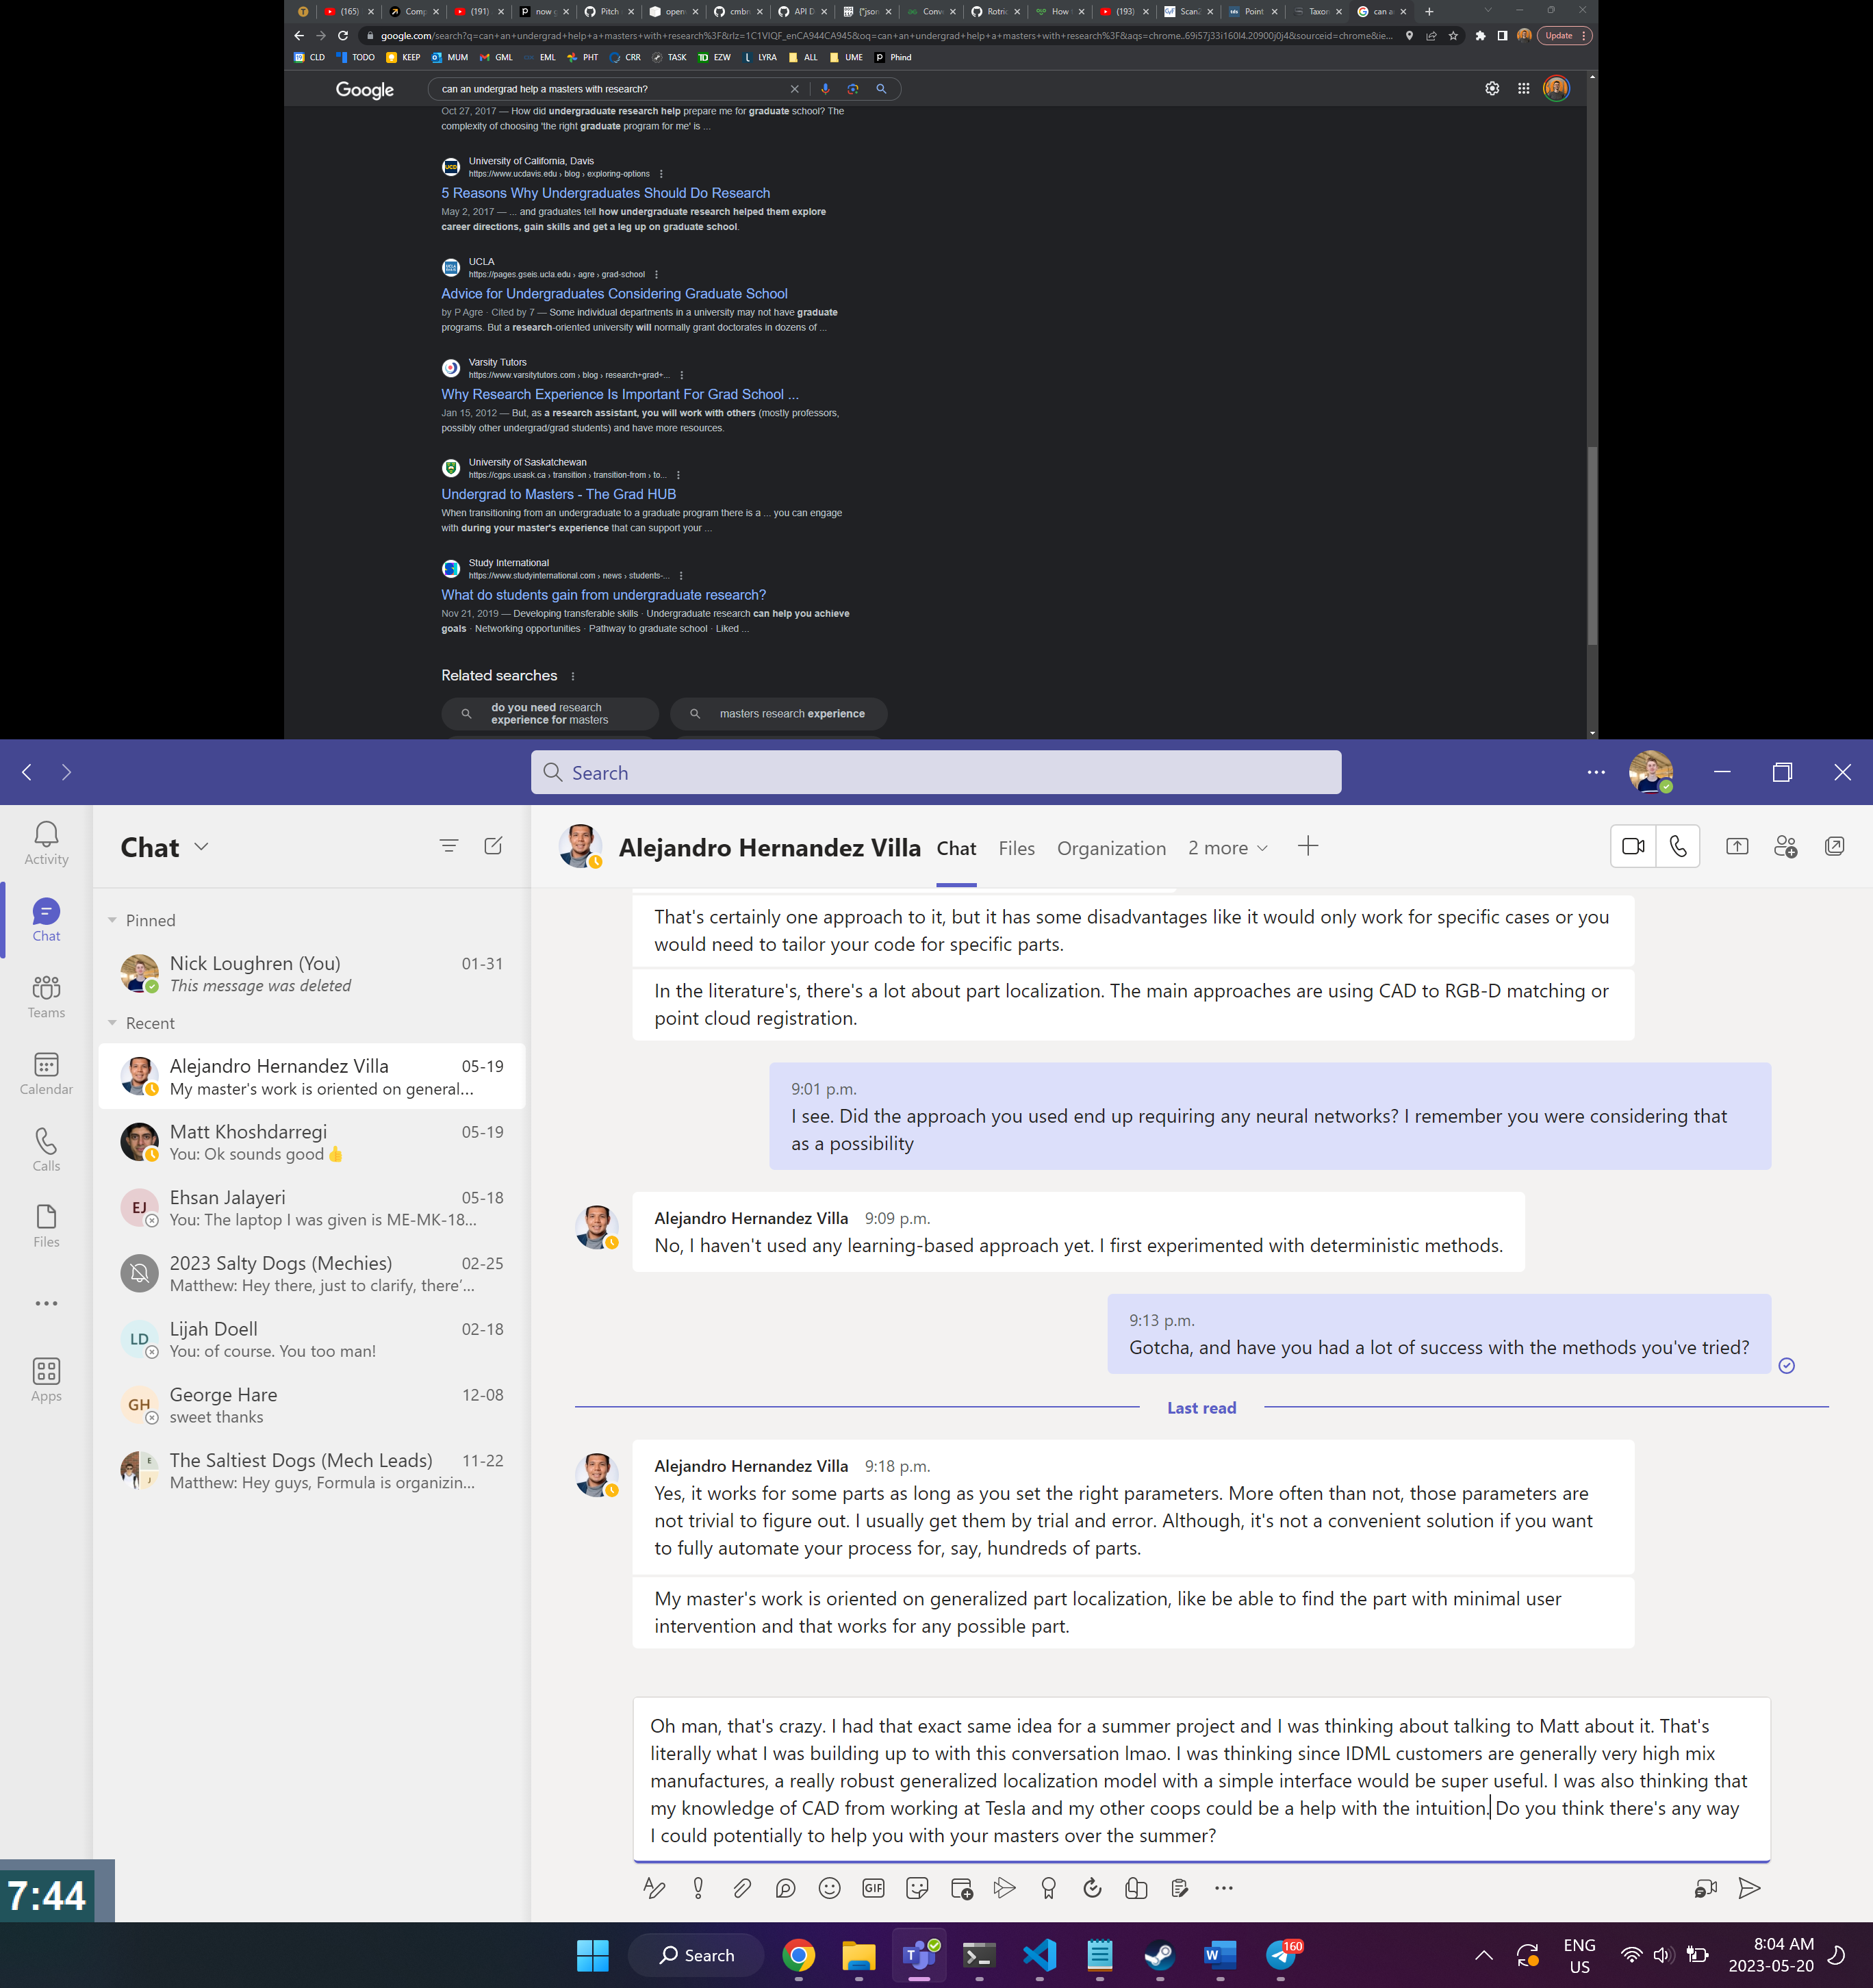 (165)
Comp
(191)
now g
Pitch
open
cmbr
API D
{"json
Conv
Rotric
How
(193)
Scan
Point
Taxon
can a
google.com/search?q=can+an+undergrad+help+a+masters+with+research%3F&rlz=1C1VIQF_enCA944CA945&oq=can+an+undergrad+help+a+masters+with+research%3F&aqs=chrome..69i57j33i160l4.20900j0j4&sourceid=chrome&ie...
Update
CLD TODO KEEP MUM GML EML PHT CRR TASK EZW LYRA ALL UME Phind
Google
can an undergrad help a masters with research?
Oct 27, 2017 — How did undergraduate research help prepare me for graduate school? The
complexity of choosing 'the right graduate program for me' is ...
University of California, Davis
https://www.ucdavis.edu › blog › exploring-options
5 Reasons Why Undergraduates Should Do Research
May 2, 2017 — ... and graduates tell how undergraduate research helped them explore
career directions, gain skills and get a leg up on graduate school.
UCLA
https://pages.gseis.ucla.edu › agre › grad-school
Advice for Undergraduates Considering Graduate School
by P Agre · Cited by 7 — Some individual departments in a university may not have graduate
programs. But a research-oriented university will normally grant doctorates in dozens of ...
Varsity Tutors
https://www.varsitytutors.com › blog › research+grad+...
Why Research Experience Is Important For Grad School ...
Jan 15, 2012 — But, as a research assistant, you will work with others (mostly professors,
possibly other undergrad/grad students) and have more resources.
University of Saskatchewan
https://cgps.usask.ca › transition › transition-from › to...
Undergrad to Masters - The Grad HUB
When transitioning from an undergraduate to a graduate program there is a ... you can engage
with during your master's experience that can support your ...
Study International
https://www.studyinternational.com › news › students-...
What do students gain from undergraduate research?
Nov 21, 2019 — Developing transferable skills · Undergraduate research can help you achieve
goals · Networking opportunities · Pathway to graduate school · Liked ...
Related searches
do you need research
experience for masters
masters research experience
Search
Activity
Chat
Teams
Calendar
Calls
Files
Apps
Chat
Pinned
Nick Loughren (You) 01-31
This message was deleted
Recent
Alejandro Hernandez Villa 05-19
My master's work is oriented on general...
Matt Khoshdarregi 05-19
You: Ok sounds good👍
EJ
Ehsan Jalayeri 05-18
You: The laptop I was given is ME-MK-18...
2023 Salty Dogs (Mechies) 02-25
Matthew: Hey there, just to clarify, there'...
LD
Lijah Doell 02-18
You: of course. You too man!
GH
George Hare 12-08
sweet thanks
E
J
The Saltiest Dogs (Mech Leads) 11-22
Matthew: Hey guys, Formula is organizin...
Alejandro Hernandez Villa Chat Files Organization 2 more
That's certainly one approach to it, but it has some disadvantages like it would only work for specific cases or you
would need to tailor your code for specific parts.
In the literature's, there's a lot about part localization. The main approaches are using CAD to RGB-D matching or
point cloud registration.
9:01 p.m.
I see. Did the approach you used end up requiring any neural networks? I remember you were considering that
as a possibility
Alejandro Hernandez Villa 9:09 p.m.
No, I haven't used any learning-based approach yet. I first experimented with deterministic methods.
9:13 p.m.
Gotcha, and have you had a lot of success with the methods you've tried?
Last read
Alejandro Hernandez Villa 9:18 p.m.
Yes, it works for some parts as long as you set the right parameters. More often than not, those parameters are
not trivial to figure out. I usually get them by trial and error. Although, it's not a convenient solution if you want
to fully automate your process for, say, hundreds of parts.
My master's work is oriented on generalized part localization, like be able to find the part with minimal user
intervention and that works for any possible part.
Oh man, that's crazy. I had that exact same idea for a summer project and I was thinking about talking to Matt about it. That's
literally what I was building up to with this conversation lmao. I was thinking since IDML customers are generally very high mix
manufactures, a really robust generalized localization model with a simple interface would be super useful. I was also thinking that
my knowledge of CAD from working at Tesla and my other coops could be a help with the intuition. Do you think there's any way
I could potentially to help you with your masters over the summer?
GIF
7:44
Search
160
ENG
US
8:04 AM
2023-05-20